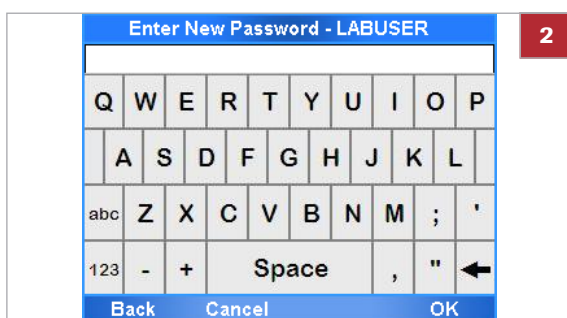 Enter New Password - LABUSER
2
Q W E R T Y U I O P
A S D F G H J K L
abc Z X C V B N M ; '
123 - + Space , " ←
Back Cancel OK